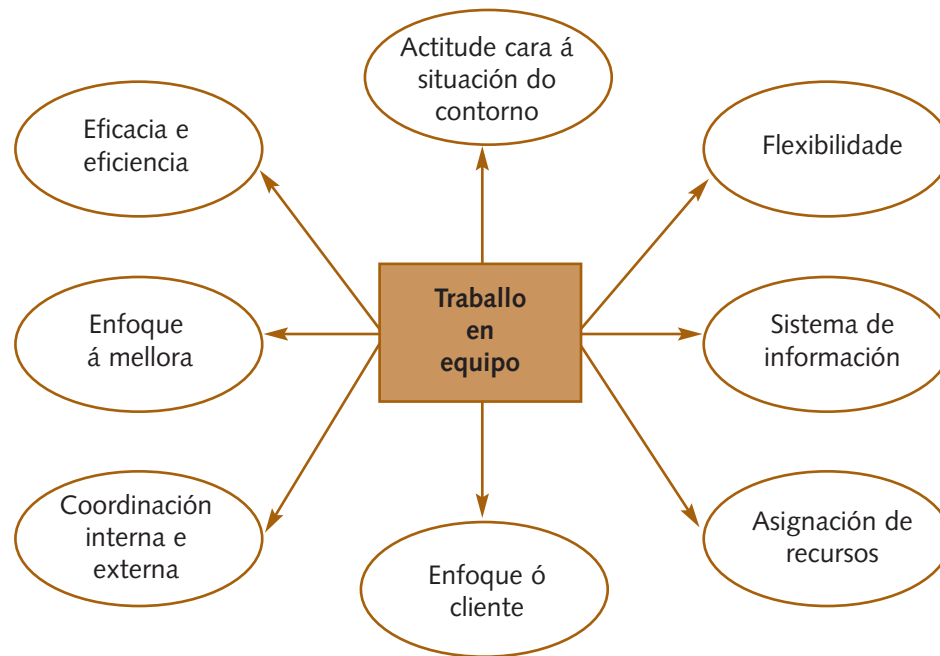 Actitude cara á
situación do
contorno
Eficacia e
eficiencia
Flexibilidade
Traballo
en
equipo
Enfoque
á mellora
Sistema de
información
Coordinación
interna e
externa
Enfoque ó
cliente
Asignación de
recursos